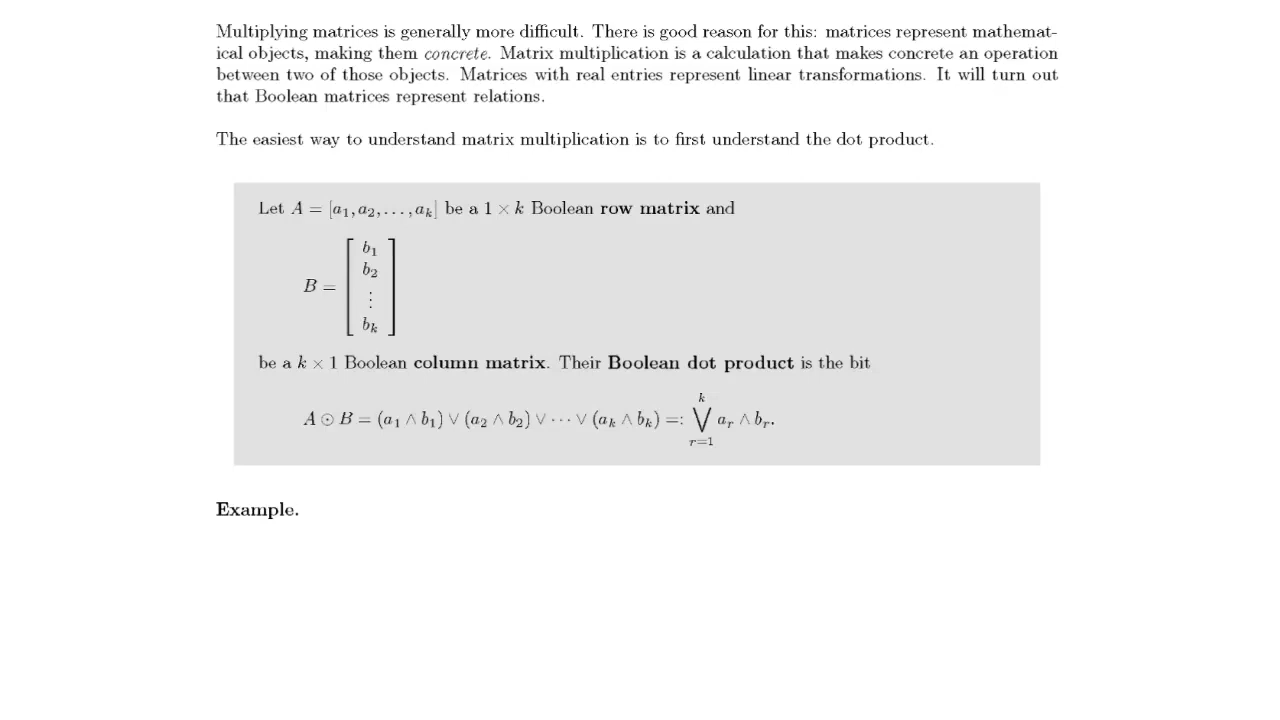 Multiplying matrices is generally more difficult. There is good reason for this: matrices represent mathemat-
ical objects, making them concrete. Matrix multiplication is a calculation that makes concrete an operation
between two of those objects. Matrices with real entries represent linear transformations. It will turn out
that Boolean matrices represent relations.
The easiest way to understand matrix multiplication is to first understand the dot product.
Let A = [a₁, a₂, . . . , aₖ] be a 1 × k Boolean row matrix and
b₁
b₂
B =
⋮
bₖ
be a k × 1 Boolean column matrix. Their Boolean dot product is the bit
k
A ⊙ B = (a₁ ∧ b₁) ∨ (a₂ ∧ b₂) ∨ · · · ∨ (aₖ ∧ bₖ) =: ⋁ aᵣ ∧ bᵣ.
r=1
Example.